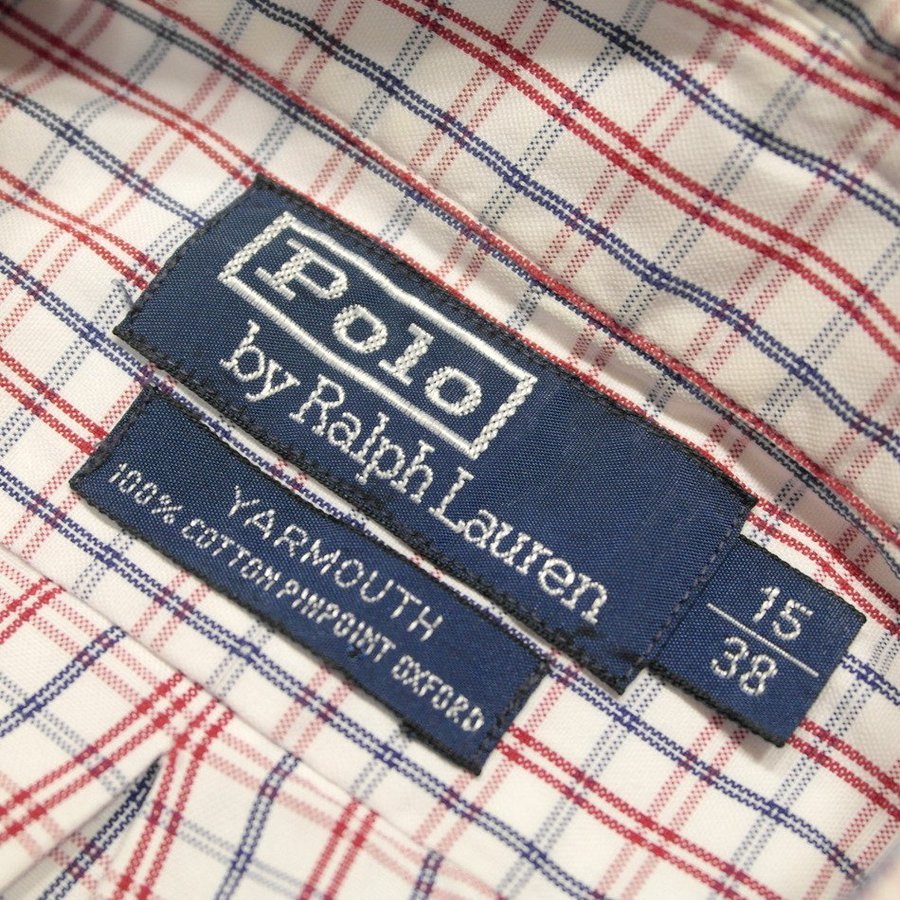 Polo
by Ralph Lauren
15
38
YARMOUTH
100% COTTON PINPOINT OXFORD